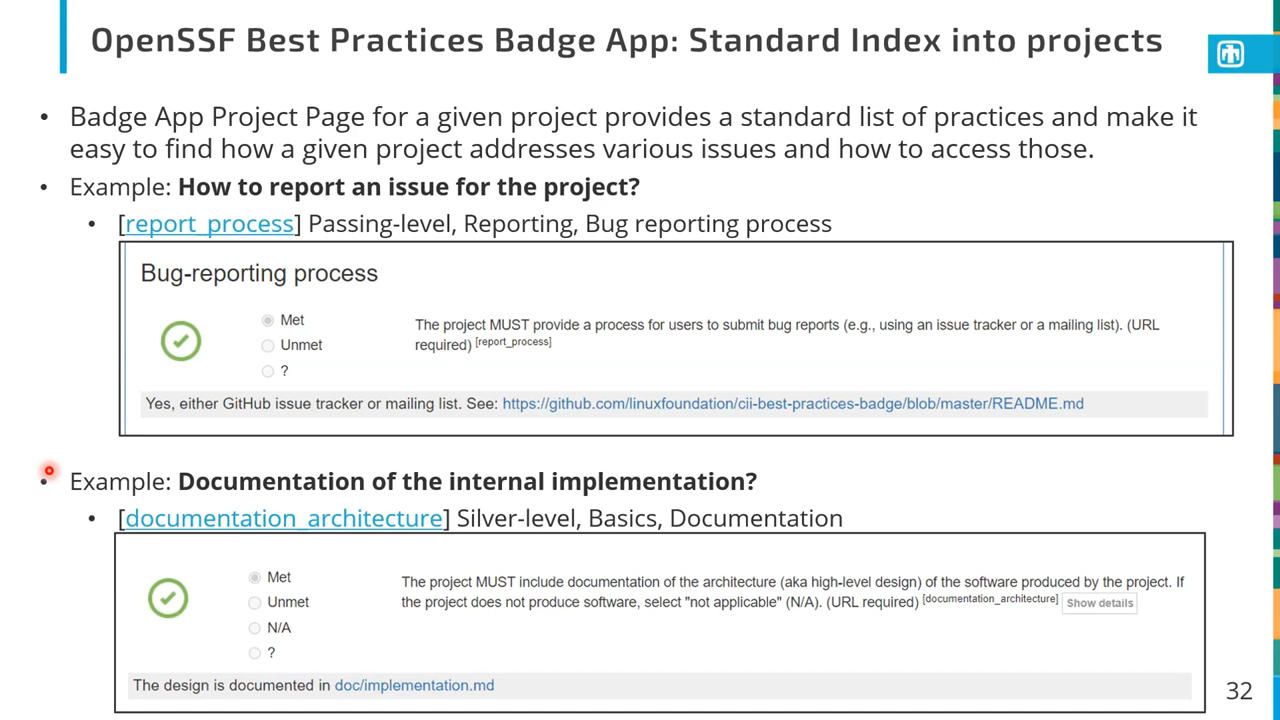 OpenSSF Best Practices Badge App: Standard Index into projects
• Badge App Project Page for a given project provides a standard list of practices and make it
easy to find how a given project addresses various issues and how to access those.
• Example: How to report an issue for the project?
• [report_process] Passing-level, Reporting, Bug reporting process
Bug-reporting process
Met
Unmet
?
The project MUST provide a process for users to submit bug reports (e.g., using an issue tracker or a mailing list). (URL
required) [report_process]
Yes, either GitHub issue tracker or mailing list. See: https://github.com/linuxfoundation/cii-best-practices-badge/blob/master/README.md
• Example: Documentation of the internal implementation?
• [documentation_architecture] Silver-level, Basics, Documentation
Met
Unmet
N/A
?
The project MUST include documentation of the architecture (aka high-level design) of the software produced by the project. If
the project does not produce software, select "not applicable" (N/A). (URL required) [documentation_architecture] Show details
The design is documented in doc/implementation.md
32